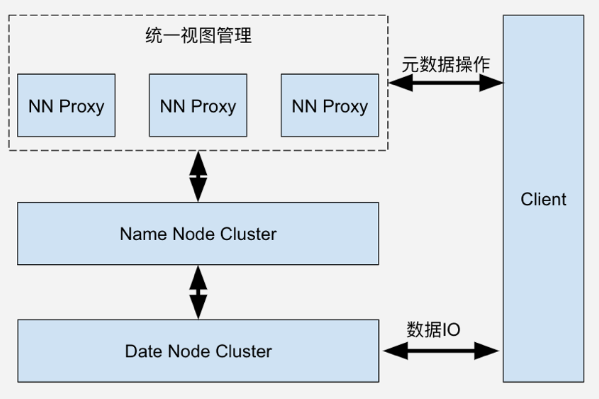 统一视图管理
元数据操作
NN Proxy
NN Proxy
NN Proxy
Client
Name Node Cluster
数据IO
Date Node Cluster